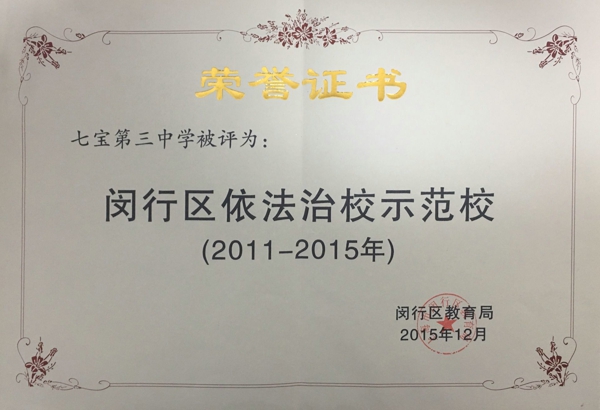 荣誉证书
七宝第三中学被评为：
闵行区依法治校示范校
(2011-2015年)
闵行区教育局
2015年12月